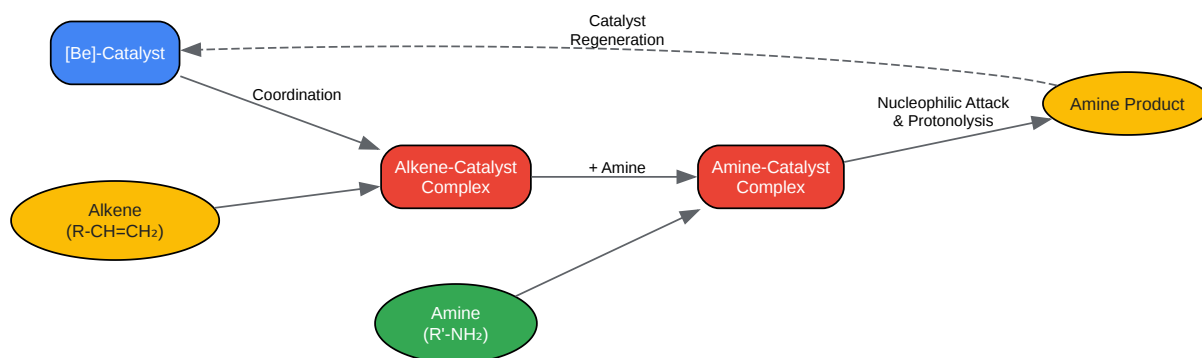 Catalyst
Regeneration
[Be]-Catalyst
Coordination
Nucleophilic Attack
& Protonolysis
Amine Product
Alkene-Catalyst
Complex
+ Amine
Amine-Catalyst
Complex
Alkene
(R-CH=CH₂)
Amine
(R'-NH₂)